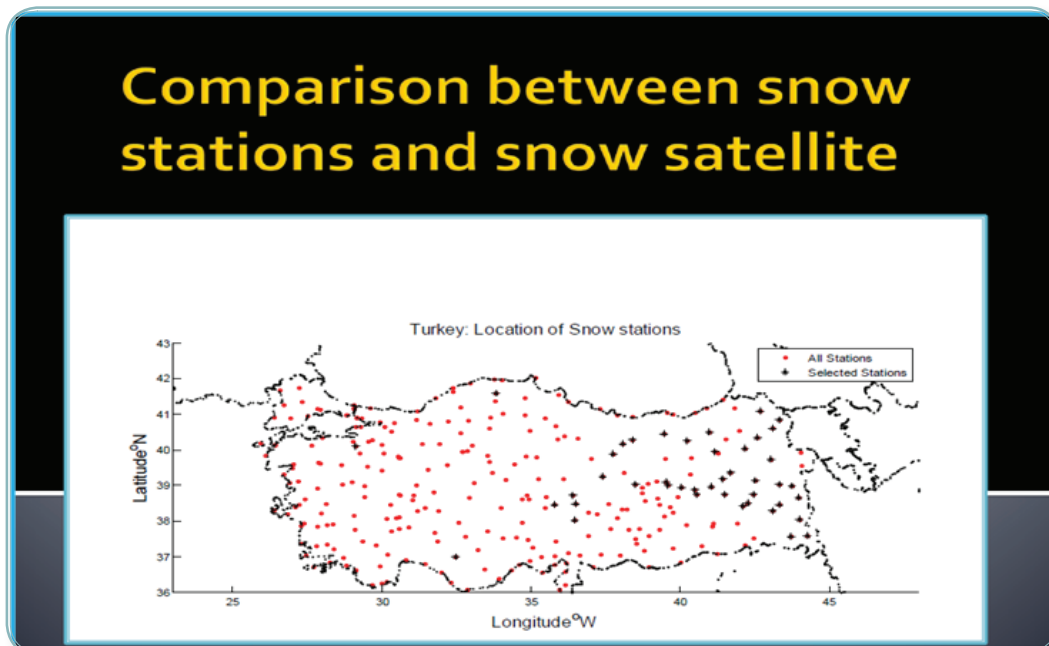 Comparison between snow
stations and snow satellite
Turkey: Location of Snow stations
All Stations
Selected Stations
43
42
41
40
39
38
37
36
Latitude°N
25
30
35
40
45
Longitude°W